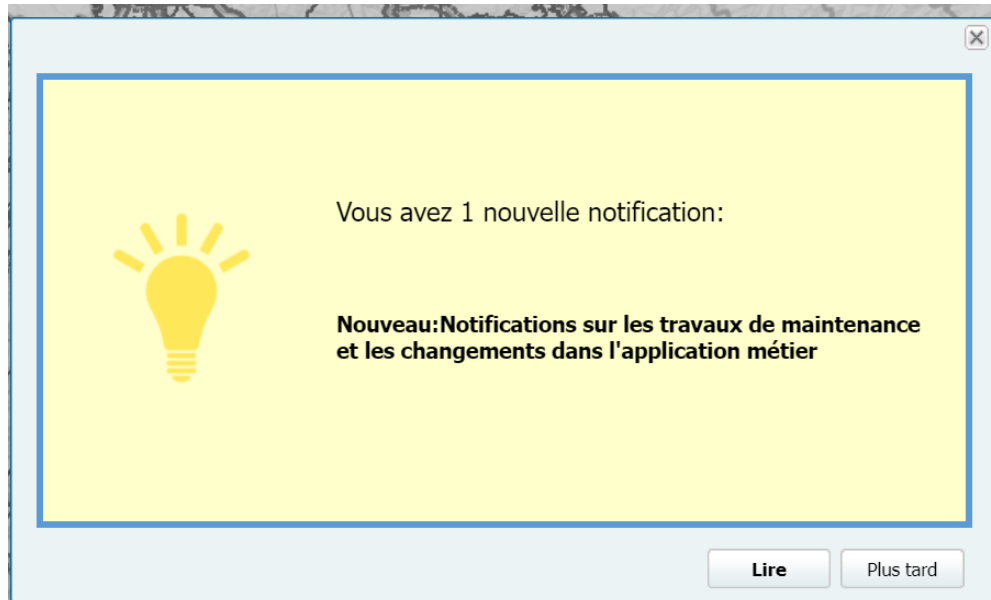 Vous avez 1 nouvelle notification:
Nouveau:Notifications sur les travaux de maintenance
et les changements dans l'application métier
Lire
Plus tard